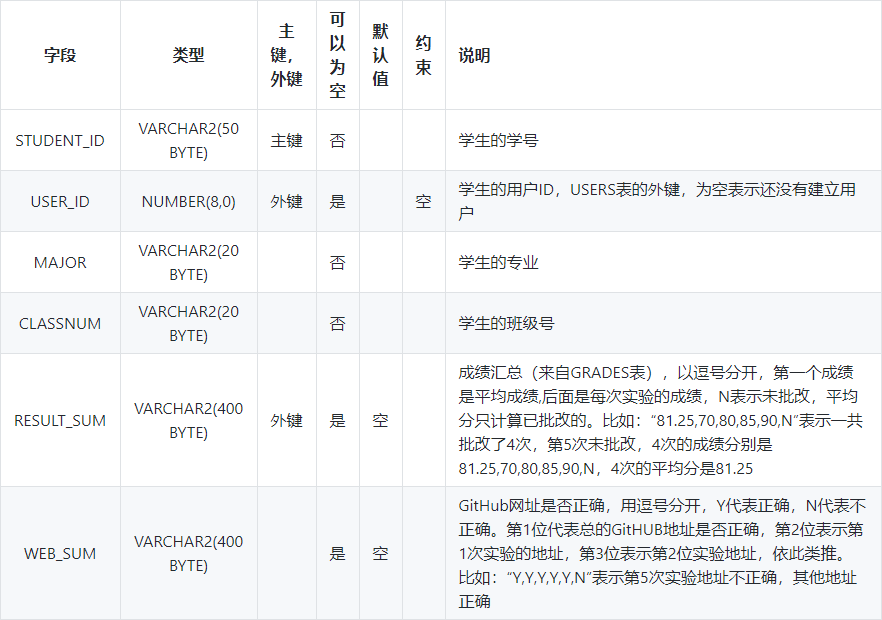 字段
类型
主
键，
外键
可
以
为
空
默
认
值
约
束
说明
STUDENT_ID
VARCHAR2(50
BYTE)
主键
否
学生的学号
USER_ID
NUMBER(8,0)
外键
是
空
学生的用户ID，USERS表的外键，为空表示还没有建立用
户
MAJOR
VARCHAR2(20
BYTE)
否
学生的专业
CLASSNUM
VARCHAR2(20
BYTE)
否
学生的班级号
RESULT_SUM
VARCHAR2(400
BYTE)
外键
是
空
成绩汇总（来自GRADES表），以逗号分开，第一个成绩
是平均成绩,后面是每次实验的成绩，N表示未批改，平均
分只计算已批改的。比如：“81.25,70,80,85,90,N”表示一共
批改了4次，第5次未批改，4次的成绩分别是
81.25,70,80,85,90,N，4次的平均分是81.25
WEB_SUM
VARCHAR2(400
BYTE)
是
空
GitHub网址是否正确，用逗号分开，Y代表正确，N代表不
正确。第1位代表总的GitHUB地址是否正确，第2位表示第
1次实验的地址，第3位表示第2位实验地址，依此类推。
比如：“Y,Y,Y,Y,Y,N”表示第5次实验地址不正确，其他地址
正确